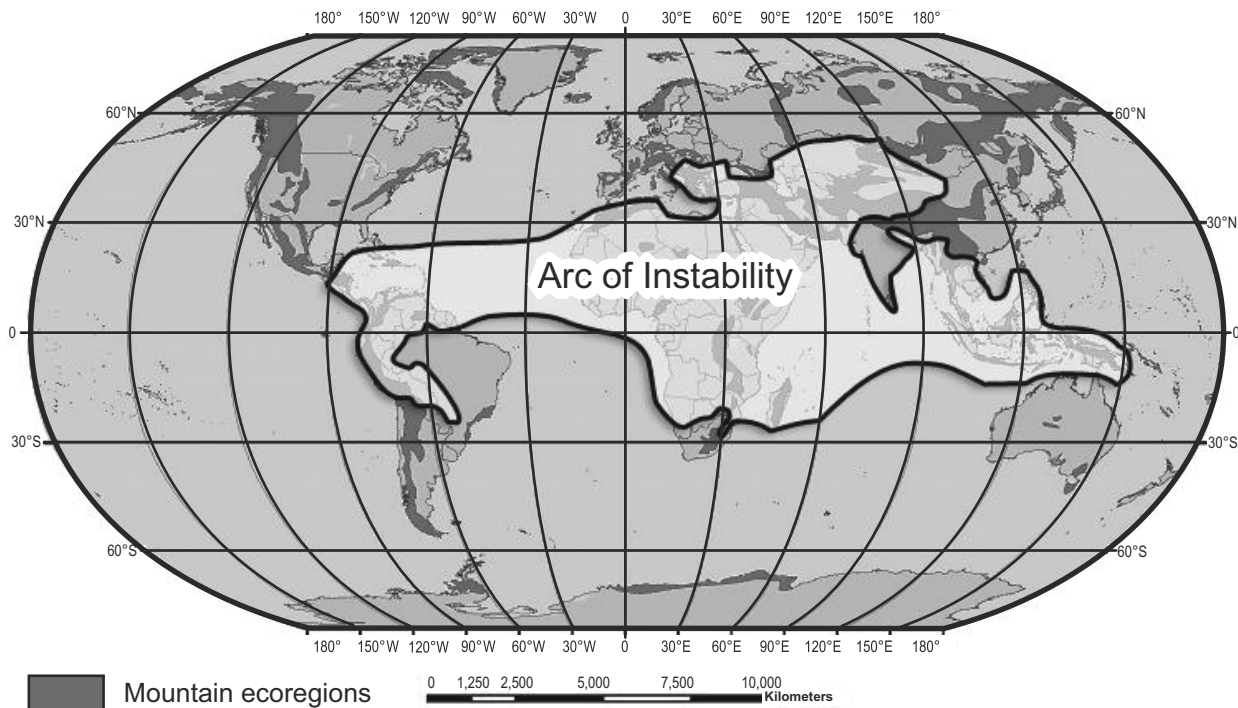 180° 150°W 120°W 90°W 60°W 30°W 0 30°E 60°E 90°E 120°E 150°E 180°
60°N 60°N
30°N 30°N
Arc of Instability
0 0
30°S 30°S
60°S 60°S
180° 150°W 120°W 90°W 60°W 30°W 0 30°E 60°E 90°E 120°E 150°E 180°
Mountain ecoregions
0 1,250 2,500 5,000 7,500 10,000
Kilometers